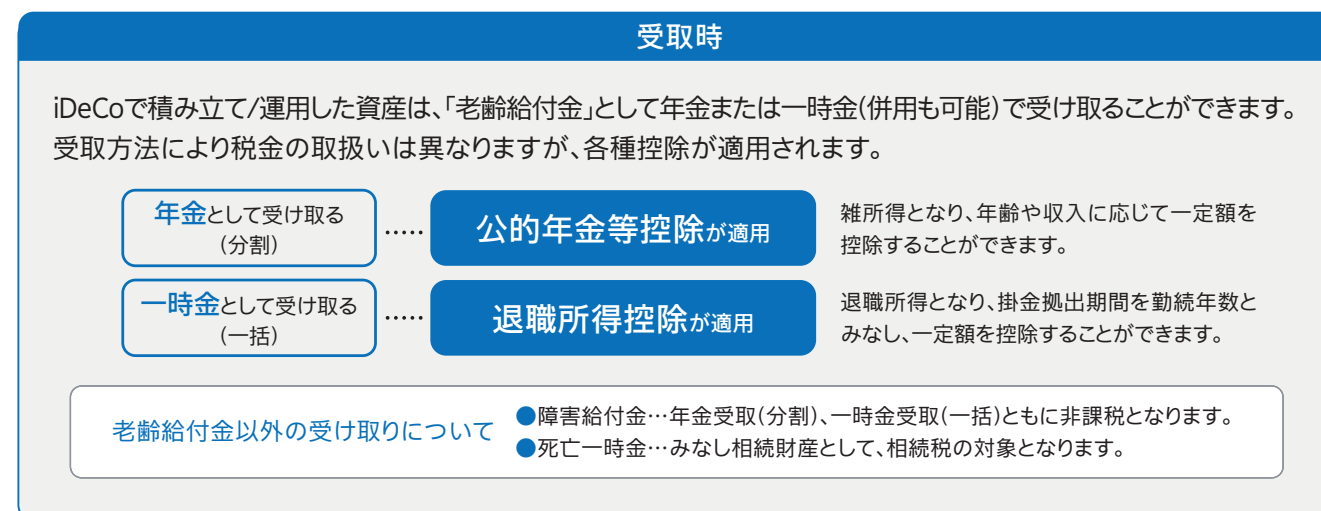 受取時
iDeCoで積み立て/運用した資産は、「老齢給付金」として年金または一時金(併用も可能)で受け取ることができます。
受取方法により税金の取扱いは異なりますが、各種控除が適用されます。
年金として受け取る
(分割)
‥‥‥
公的年金等控除が適用
雑所得となり、年齢や収入に応じて一定額を
控除することができます。
一時金として受け取る
(一括)
‥‥‥
退職所得控除が適用
退職所得となり、掛金拠出期間を勤続年数と
みなし、一定額を控除することができます。
老齢給付金以外の受け取りについて
●障害給付金…年金受取(分割)、一時金受取(一括)ともに非課税となります。
●死亡一時金…みなし相続財産として、相続税の対象となります。